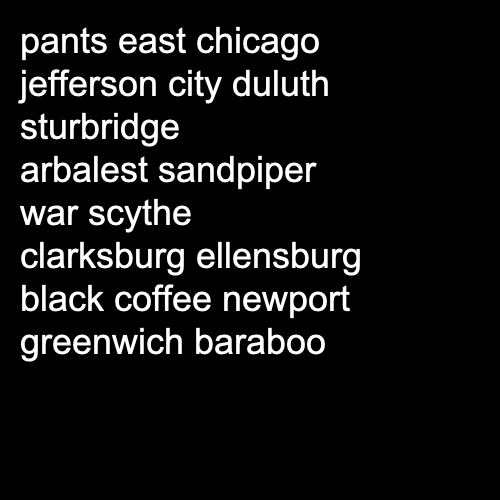 pants east chicago
jefferson city duluth
sturbridge
arbalest sandpiper
war scythe
clarksburg ellensburg
black coffee newport
greenwich baraboo